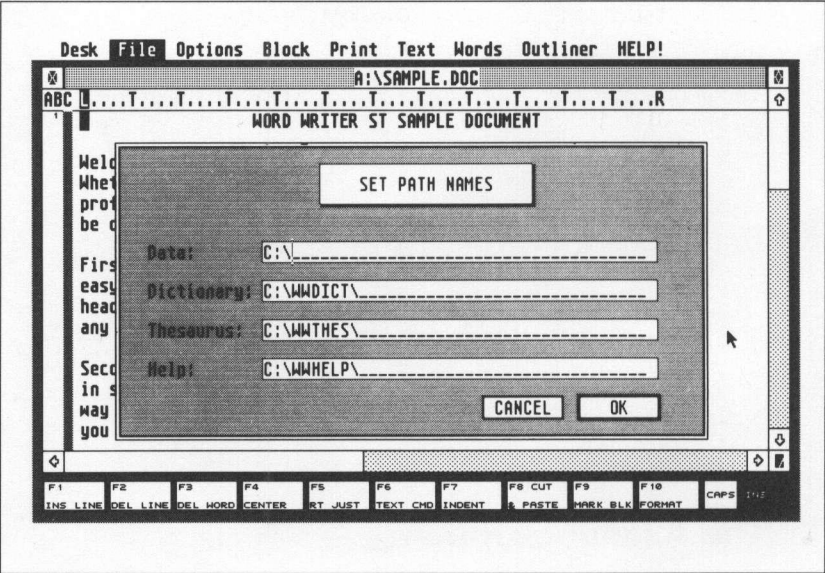 Desk File Options Block Print Text Words Outliner HELP!
A:\SAMPLE.DOC
ABC L....T....T....T....T....T....T....T....T....T....T....T....R
1
WORD WRITER ST SAMPLE DOCUMENT
Welc
Whet
prof
be c
SET PATH NAMES
Data: C:\
Firs
easy
Dictionary: C:\WWDICT\
head
any
Thesaurus: C:\WWTHES\
Seco
Help: C:\WWHELP\
in s
way
CANCEL OK
you
F1 F2 F3 F4 F5 F6 F7 F8 CUT F9 F10
INS LINE DEL LINE DEL WORD CENTER RT JUST TEXT CMD INDENT & PASTE MARK BLK FORMAT CAPS INS